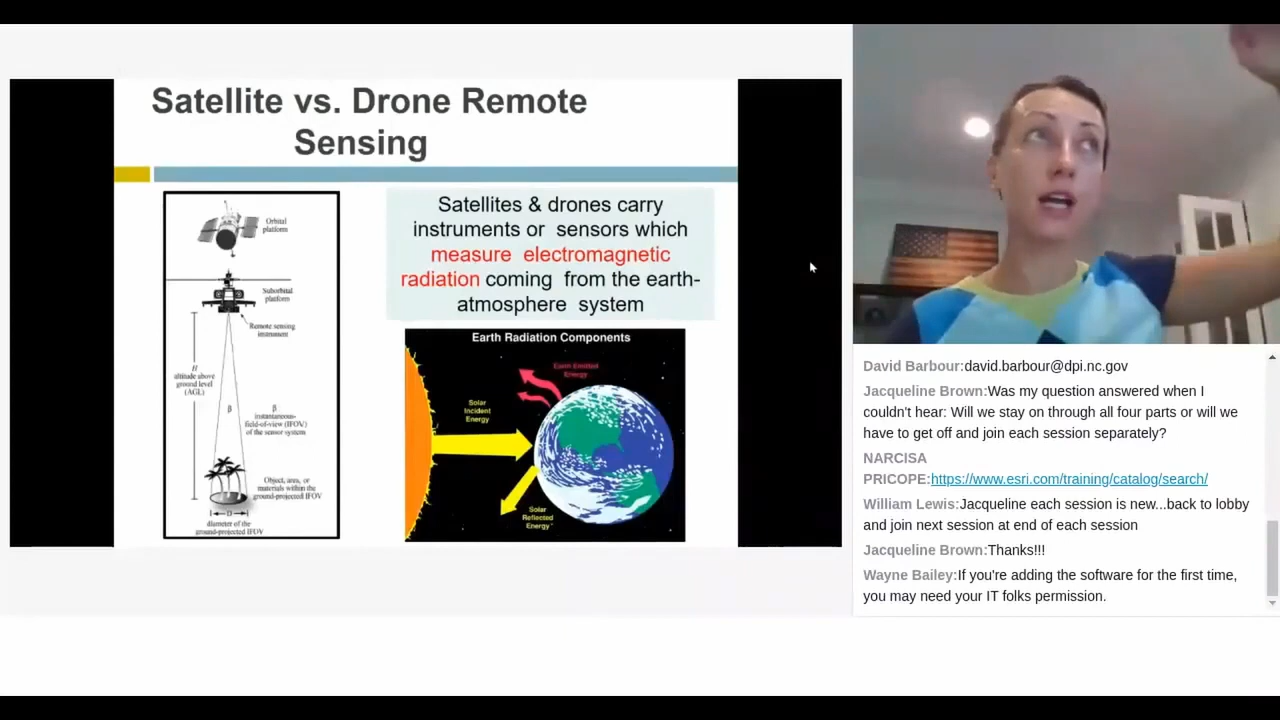 Satellite vs. Drone Remote
Sensing
Orbital
platform
Suborbital
platform
Remote sensing
instrument
H
altitude above
ground level
(AGL)
β
β
instantaneous-
field-of-view (IFOV)
of the sensor system
Object, area, or
materials within the
ground-projected IFOV
D
diameter of the
ground-projected IFOV
Satellites & drones carry
instruments or sensors which
measure electromagnetic
radiation coming from the earth-
atmosphere system
Earth Radiation Components
Energy
Solar
Incident
Energy
Solar
Reflected
Energy
David Barbour:david.barbour@dpi.nc.gov
Jacqueline Brown:Was my question answered when I
couldn't hear: Will we stay on through all four parts or will we
have to get off and join each session separately?
NARCISA
PRICOPE:https://www.esri.com/training/catalog/search/
William Lewis:Jacqueline each session is new...back to lobby
and join next session at end of each session
Jacqueline Brown:Thanks!!!
Wayne Bailey:If you're adding the software for the first time,
you may need your IT folks permission.